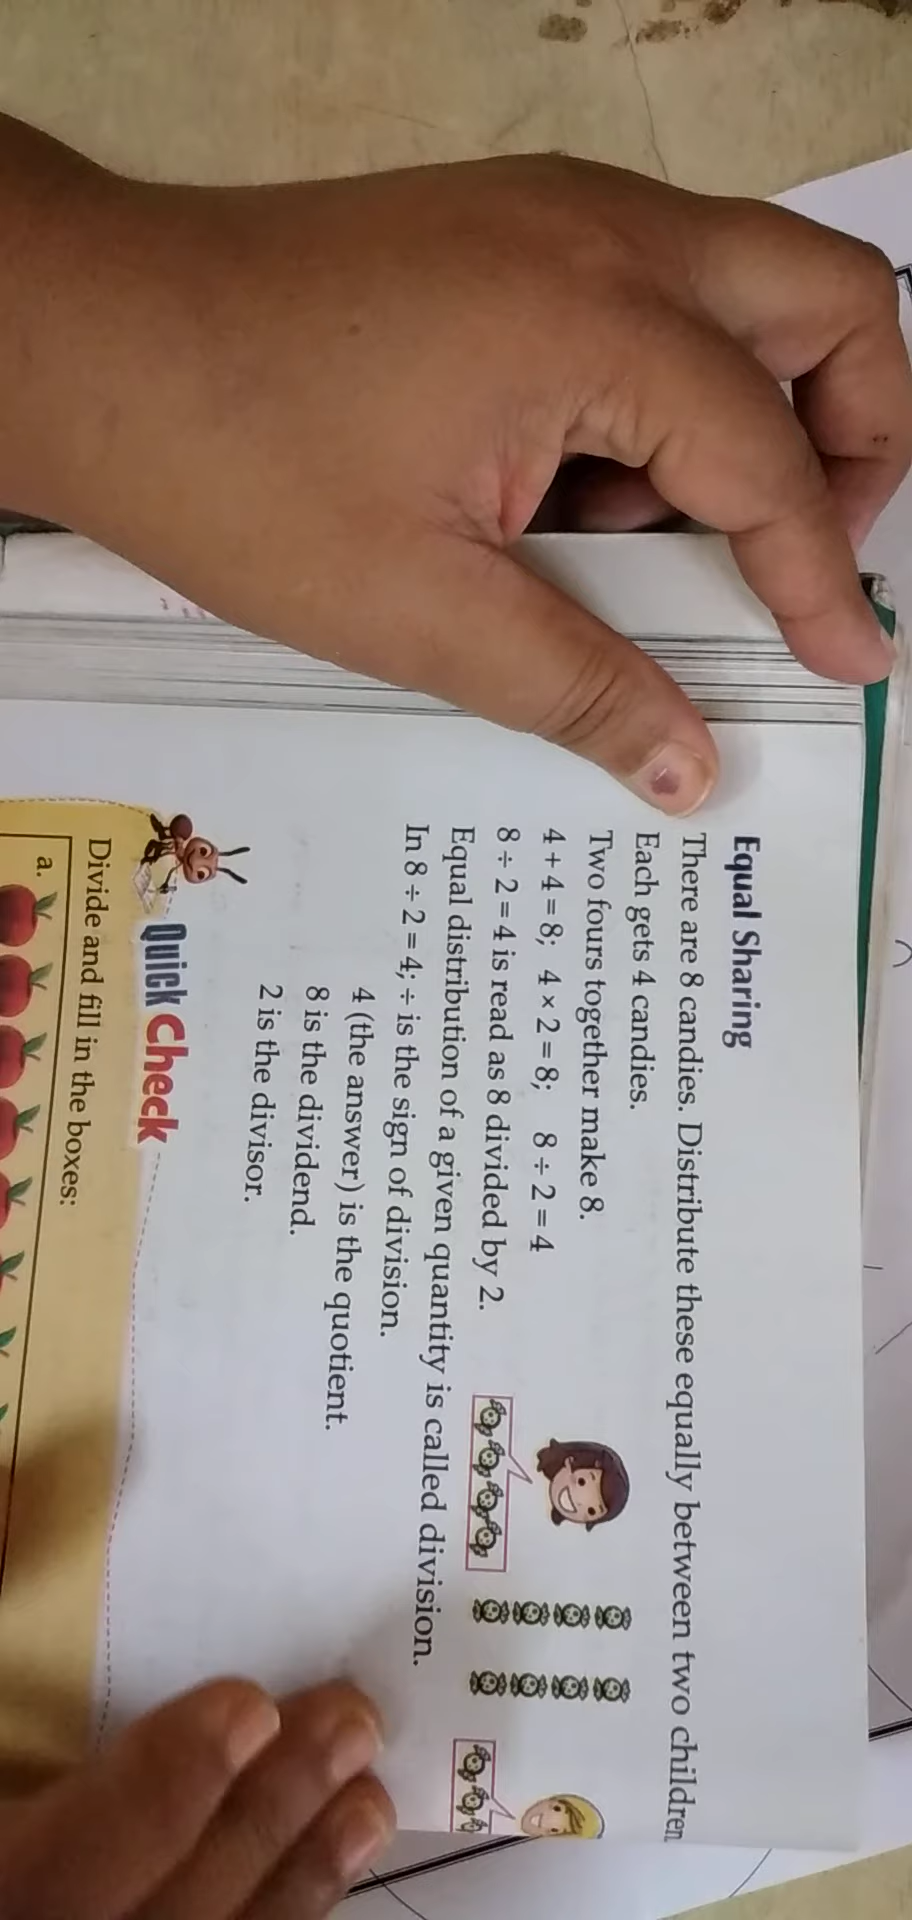 Equal Sharing
There are 8 candies. Distribute these equally between two children
Each gets 4 candies.
Two fours together make 8.
4 + 4 = 8; 4 × 2 = 8; 8 ÷ 2 = 4
8 ÷ 2 = 4 is read as 8 divided by 2.
Equal distribution of a given quantity is called division.
In 8 ÷ 2 = 4; ÷ is the sign of division.
4 (the answer) is the quotient.
8 is the dividend.
2 is the divisor.
Quick Check
Divide and fill in the boxes:
a.